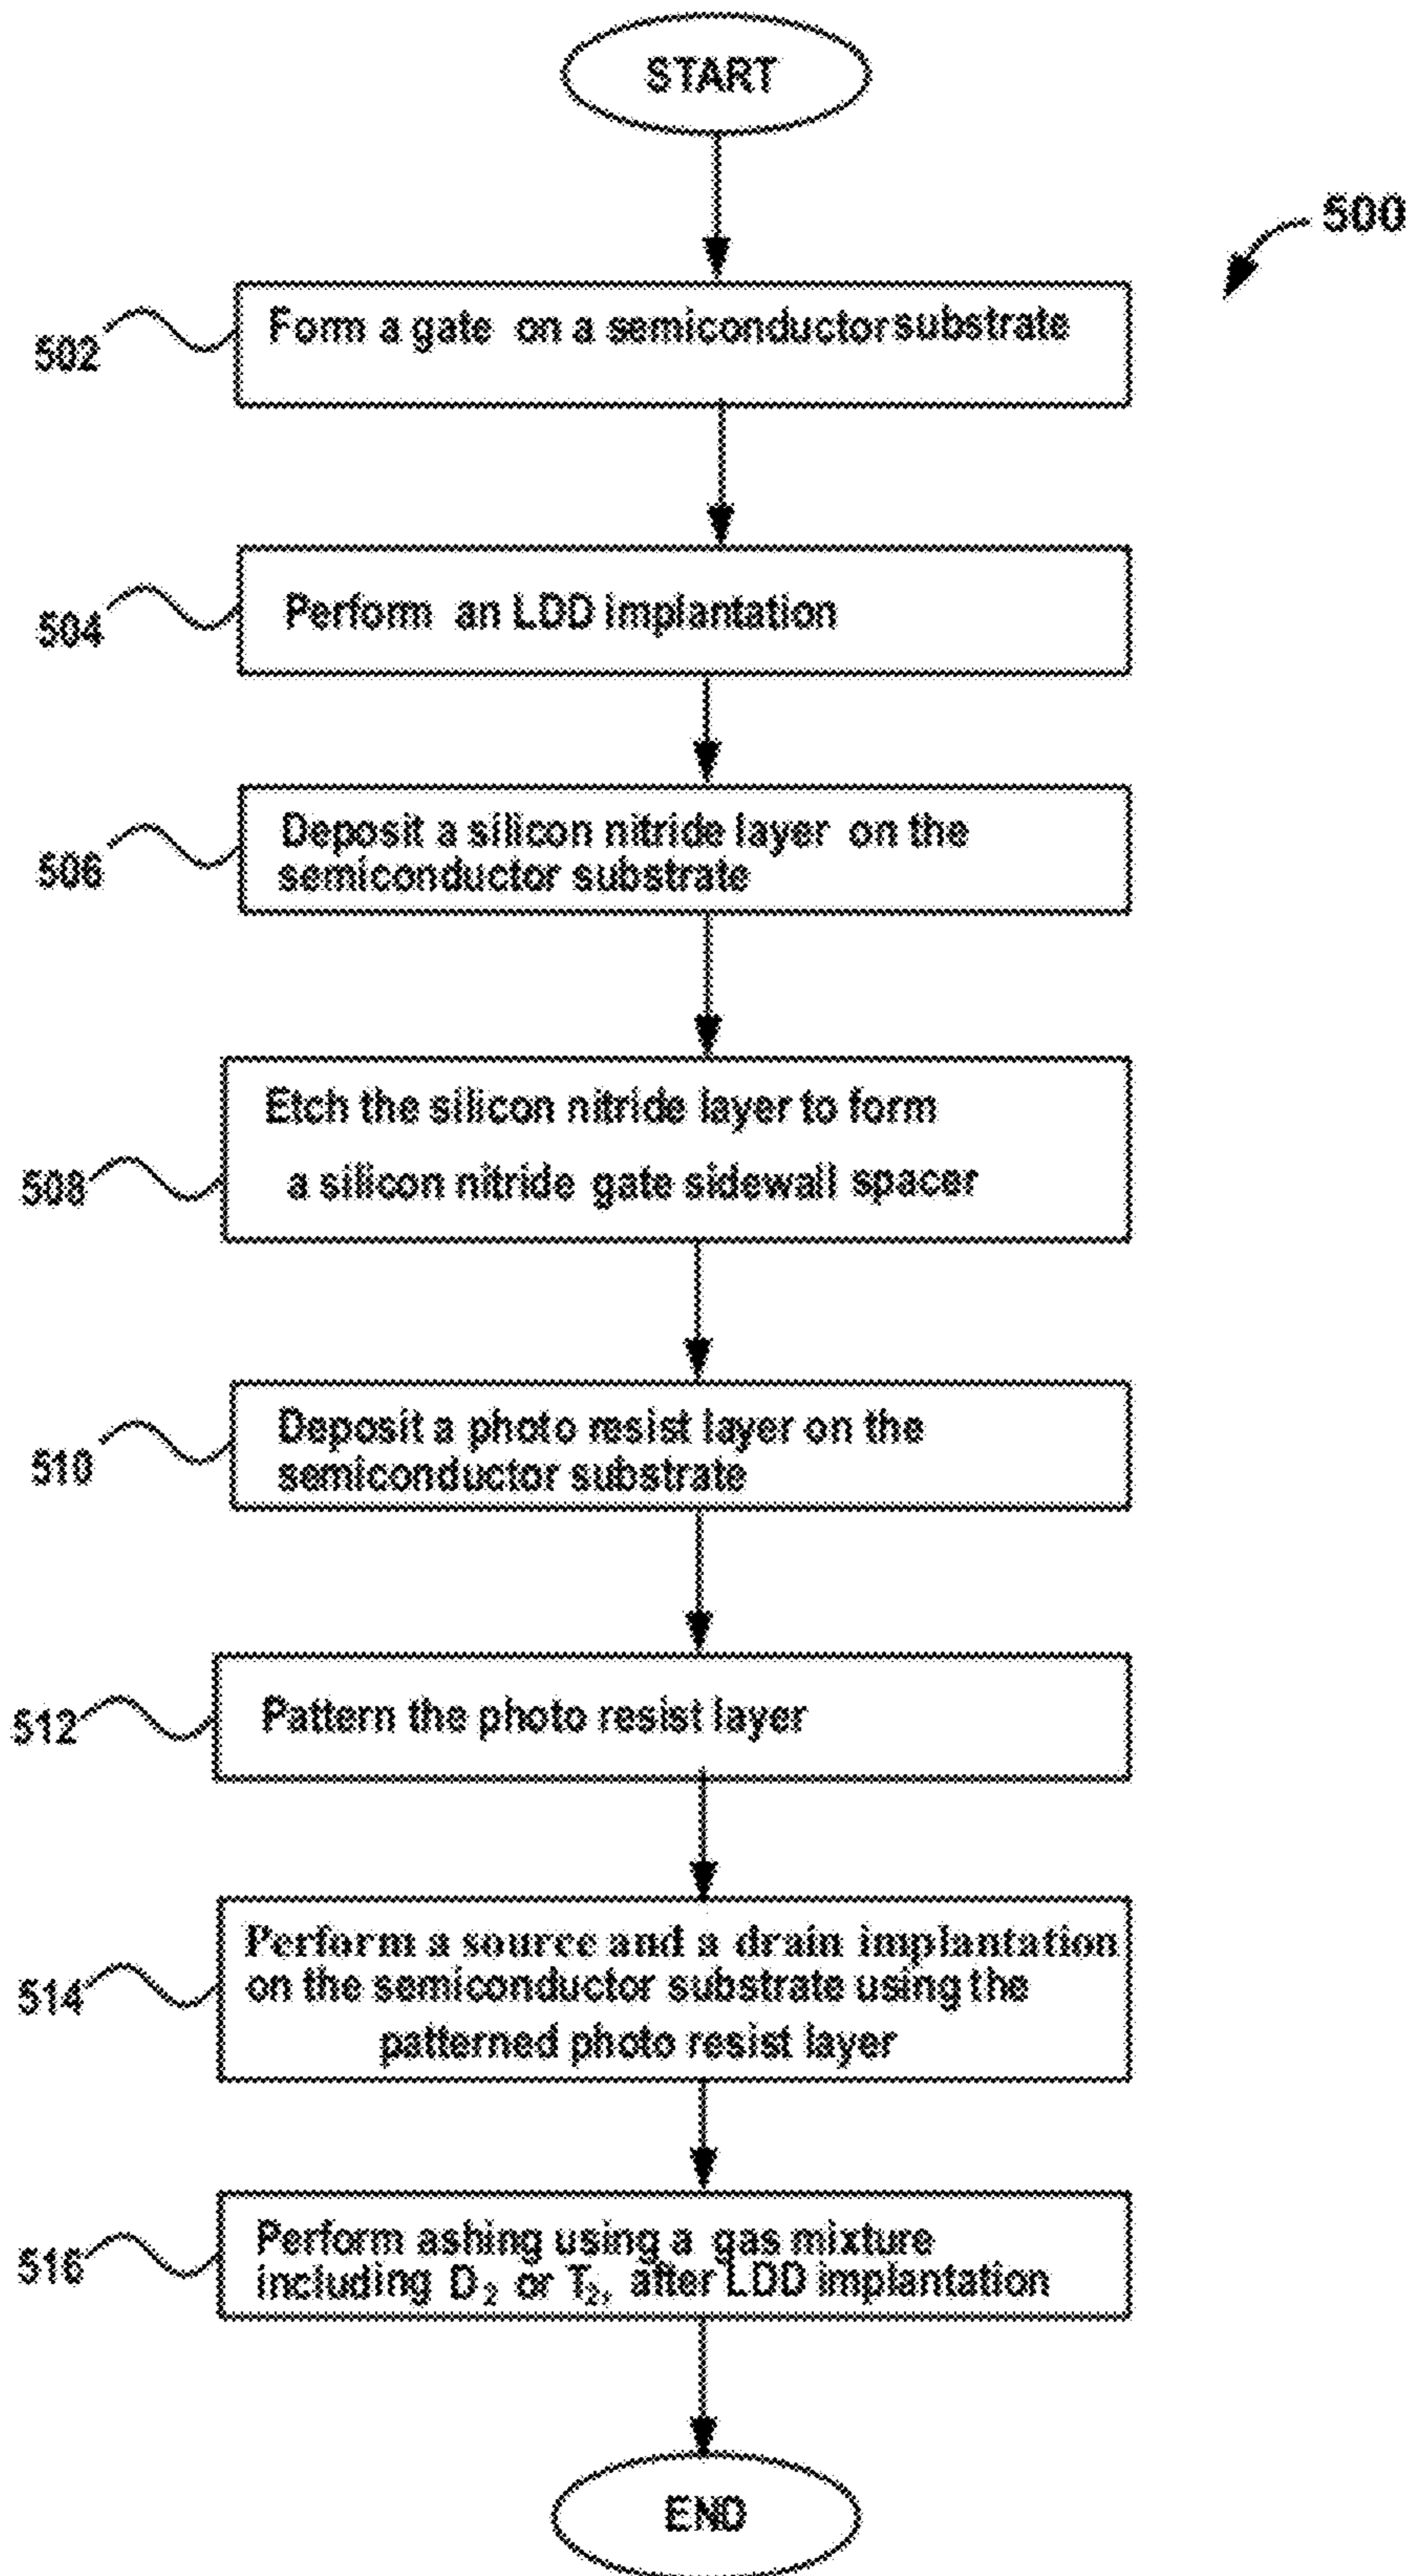 START
500
502
Form a gate on a semiconductor substrate
504
Perform an LDD implantation
506
Deposit a silicon nitride layer on the
semiconductor substrate
508
Etch the silicon nitride layer to form
a silicon nitride gate sidewall spacer
510
Deposit a photo resist layer on the
semiconductor substrate
512
Pattern the photo resist layer
514
Perform a source and a drain implantation
on the semiconductor substrate using the
patterned photo resist layer
516
Perform ashing using a gas mixture
including D₂ or T₂, after LDD implantation
END